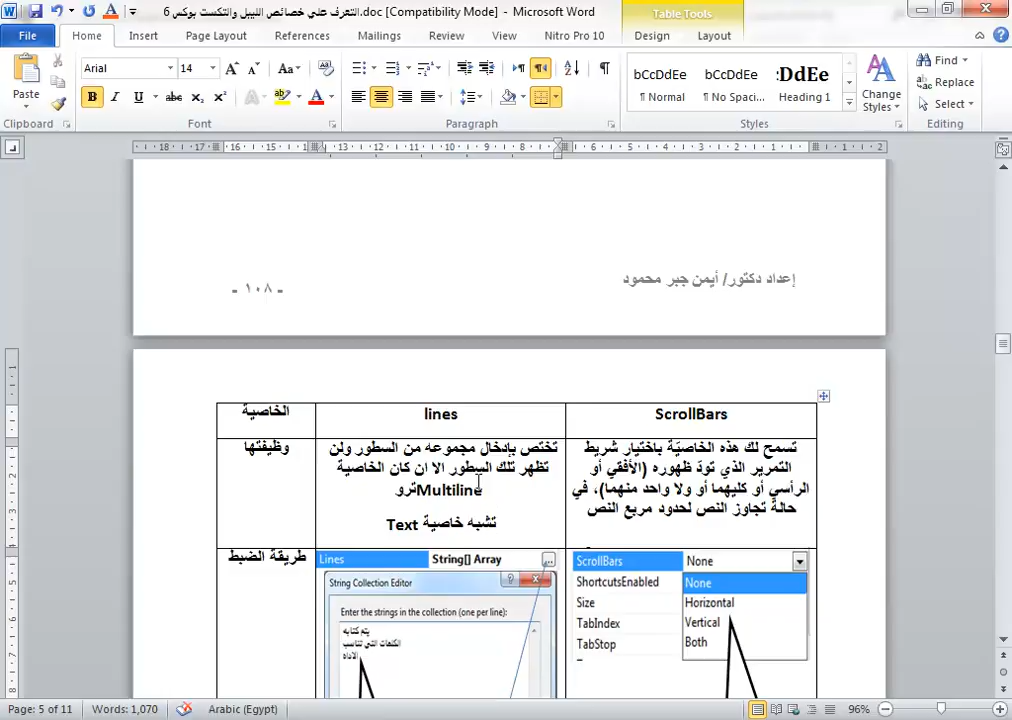 التعرف علي خصائص الليبل والتكست بوكس 6.doc [Compatibility Mode] - Microsoft Word
Table Tools
File Home Insert Page Layout References Mailings Review View Nitro Pro 10 Design Layout
Paste
Arial 14
Normal
No Spaci...
Heading 1
Change Styles
Find
Replace
Select
Clipboard Font Paragraph Styles Editing
إعداد دكتور/ أيمن جبر محمود
- ١٠٨ -
الخاصية
lines
ScrollBars
وظيفتها
تختص بإدخال مجموعه من السطور ولن
تظهر تلك السطور الا ان كان الخاصية
Multilineترو
تشبه خاصية Text
تسمح لك هذه الخاصيّة باختيار شريط
التمرير الذي تودّ ظهوره (الأفقي أو
الرأسي أو كليهما أو ولا واحد منهما)، في
حالة تجاوز النص لحدود مربع النص
طريقة الضبط
Lines String[] Array ...
String Collection Editor
Enter the strings in the collection (one per line):
يتم كتابه
الكلمات التي تناسب
الاداه
ScrollBars None
ShortcutsEnabled None
Size Horizontal
TabIndex Vertical
TabStop Both
Page: 5 of 11 Words: 1,070 Arabic (Egypt) 96%